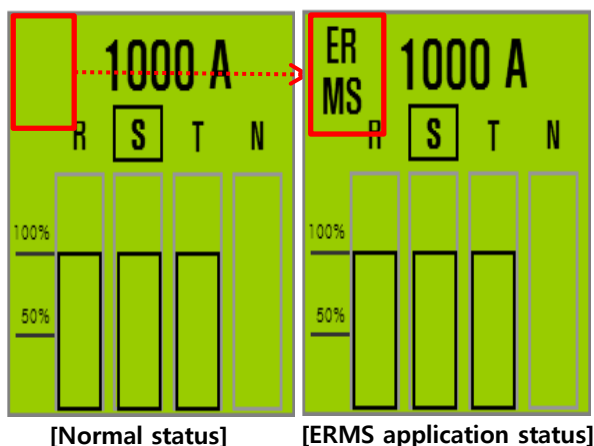 1000 A
R S T N
100%
50%
[Normal status]
ER
MS
1000 A
R S T N
100%
50%
[ERMS application status]